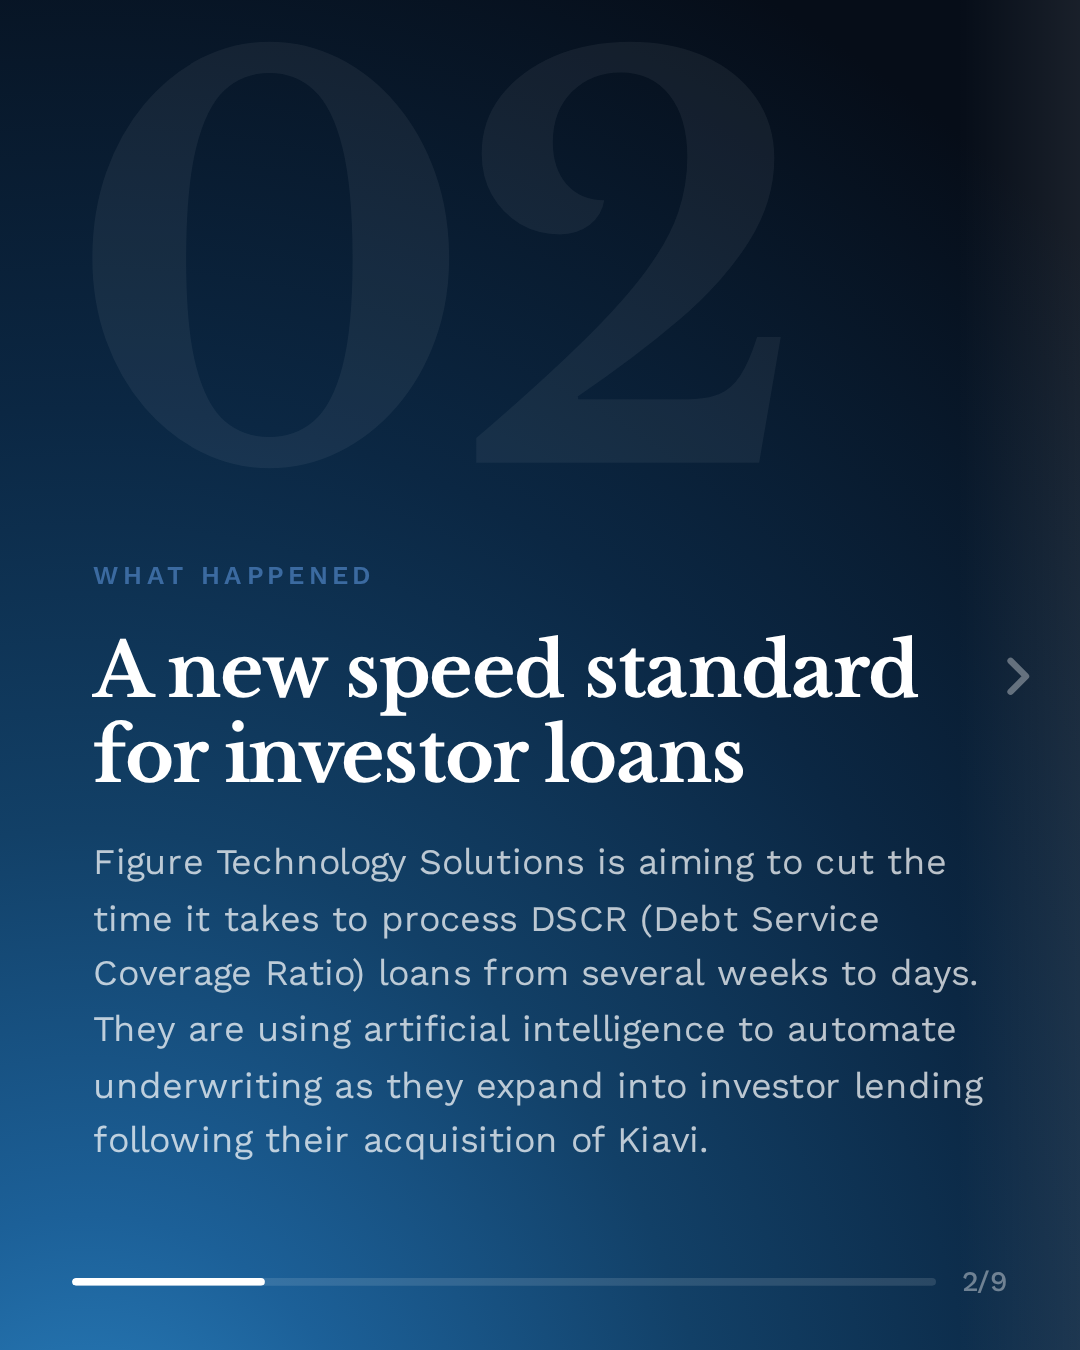 02
WHAT HAPPENED
A new speed standard
for investor loans
Figure Technology Solutions is aiming to cut the
time it takes to process DSCR (Debt Service
Coverage Ratio) loans from several weeks to days.
They are using artificial intelligence to automate
underwriting as they expand into investor lending
following their acquisition of Kiavi.
2/9